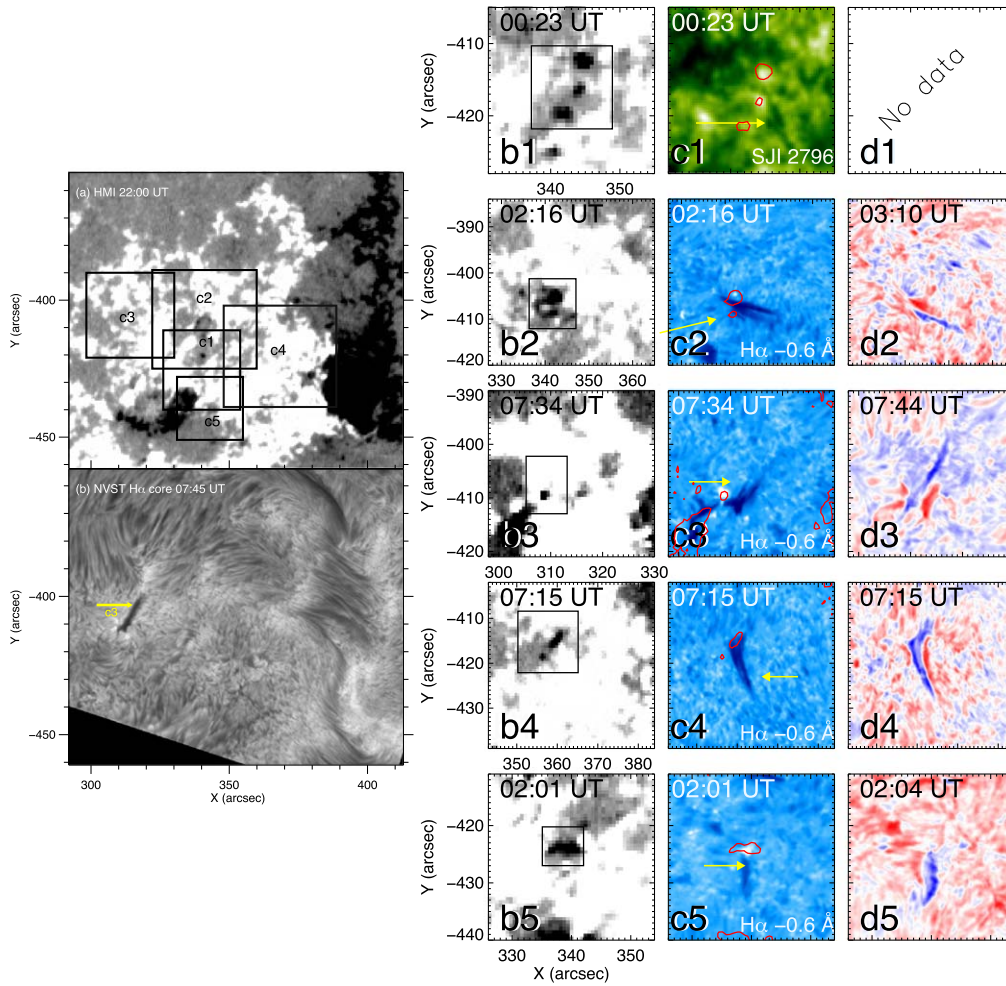 (a) HMI 22:00 UT
Y (arcsec)
−400
−450
c2
c3
c1
c4
c5
(b) NVST Hα core 07:45 UT
Y (arcsec)
−400
−450
c3
300
350
400
X (arcsec)
00:23 UT
Y (arcsec)
−410
−420
b1
340
350
00:23 UT
c1
SJI 2796
No data
d1
02:16 UT
Y (arcsec)
−390
−400
−410
−420
b2
330
340
350
360
02:16 UT
c2
Hα −0.6 Å
03:10 UT
d2
07:34 UT
Y (arcsec)
−390
−400
−410
−420
b3
300
310
320
330
07:34 UT
c3
Hα −0.6 Å
07:44 UT
d3
07:15 UT
Y (arcsec)
−410
−420
−430
b4
350
360
370
380
07:15 UT
c4
Hα −0.6 Å
07:15 UT
d4
02:01 UT
Y (arcsec)
−420
−430
−440
b5
330
340
350
X (arcsec)
02:01 UT
c5
Hα −0.6 Å
02:04 UT
d5